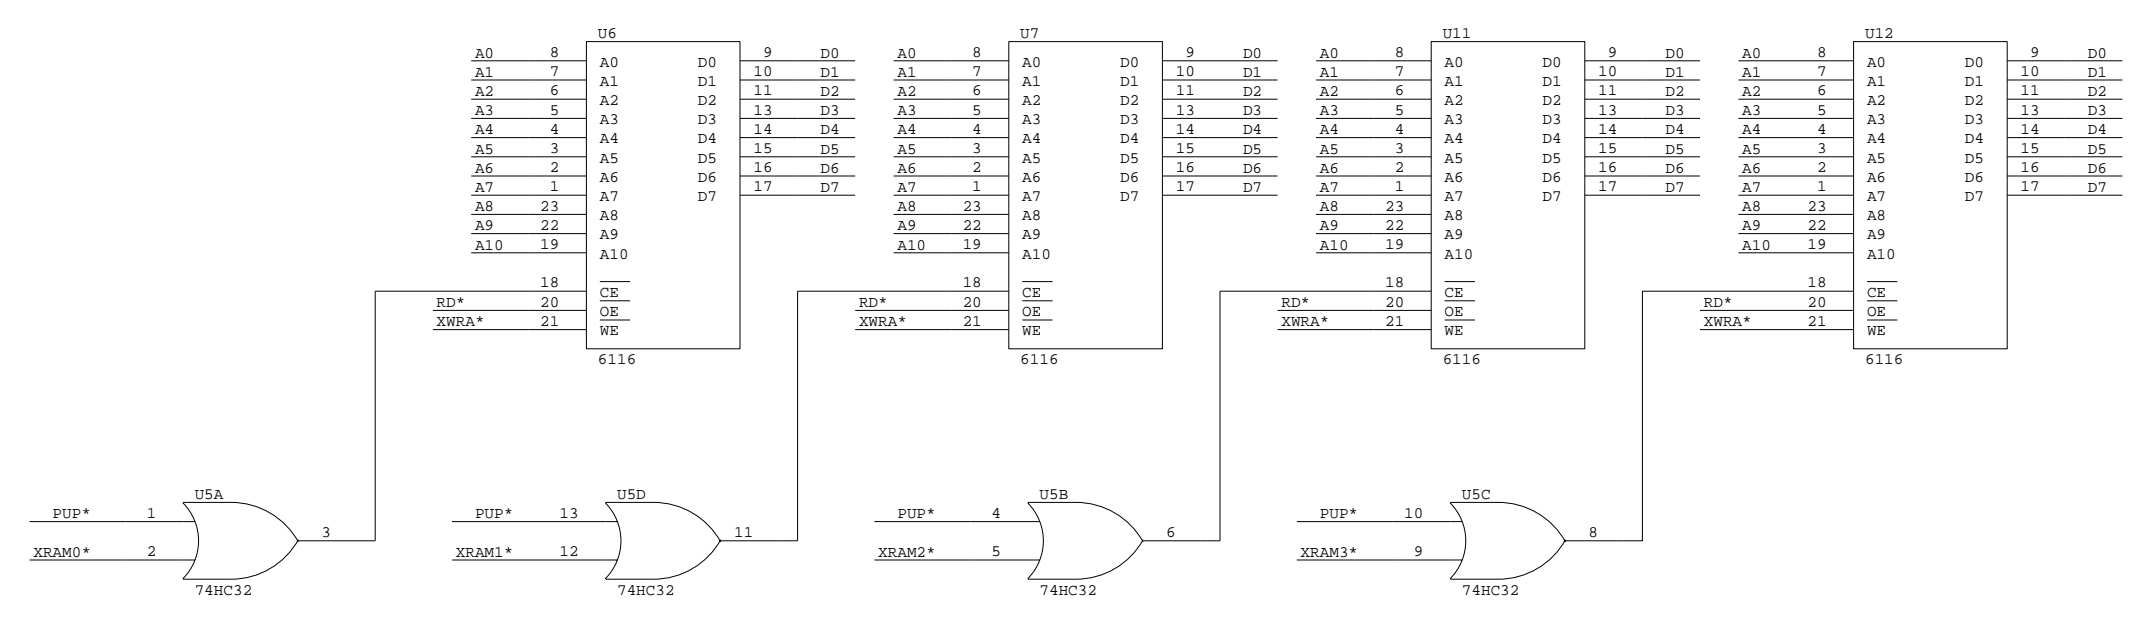 U6 U7 U11 U12
A0 8 A0 D0 9 D0 A0 8 A0 D0 9 D0 A0 8 A0 D0 9 D0 A0 8 A0 D0 9 D0
A1 7 A1 D1 10 D1 A1 7 A1 D1 10 D1 A1 7 A1 D1 10 D1 A1 7 A1 D1 10 D1
A2 6 A2 D2 11 D2 A2 6 A2 D2 11 D2 A2 6 A2 D2 11 D2 A2 6 A2 D2 11 D2
A3 5 A3 D3 13 D3 A3 5 A3 D3 13 D3 A3 5 A3 D3 13 D3 A3 5 A3 D3 13 D3
A4 4 A4 D4 14 D4 A4 4 A4 D4 14 D4 A4 4 A4 D4 14 D4 A4 4 A4 D4 14 D4
A5 3 A5 D5 15 D5 A5 3 A5 D5 15 D5 A5 3 A5 D5 15 D5 A5 3 A5 D5 15 D5
A6 2 A6 D6 16 D6 A6 2 A6 D6 16 D6 A6 2 A6 D6 16 D6 A6 2 A6 D6 16 D6
A7 1 A7 D7 17 D7 A7 1 A7 D7 17 D7 A7 1 A7 D7 17 D7 A7 1 A7 D7 17 D7
A8 23 A8 A8 23 A8 A8 23 A8 A8 23 A8
A9 22 A9 A9 22 A9 A9 22 A9 A9 22 A9
A10 19 A10 A10 19 A10 A10 19 A10 A10 19 A10
18 CE 18 CE 18 CE 18 CE
RD* 20 OE RD* 20 OE RD* 20 OE RD* 20 OE
XWRA* 21 WE XWRA* 21 WE XWRA* 21 WE XWRA* 21 WE
6116 6116 6116 6116
U5A U5D U5B U5C
PUP* 1 PUP* 13 PUP* 4 PUP* 10
3 11 6 8
XRAM0* 2 XRAM1* 12 XRAM2* 5 XRAM3* 9
74HC32 74HC32 74HC32 74HC32